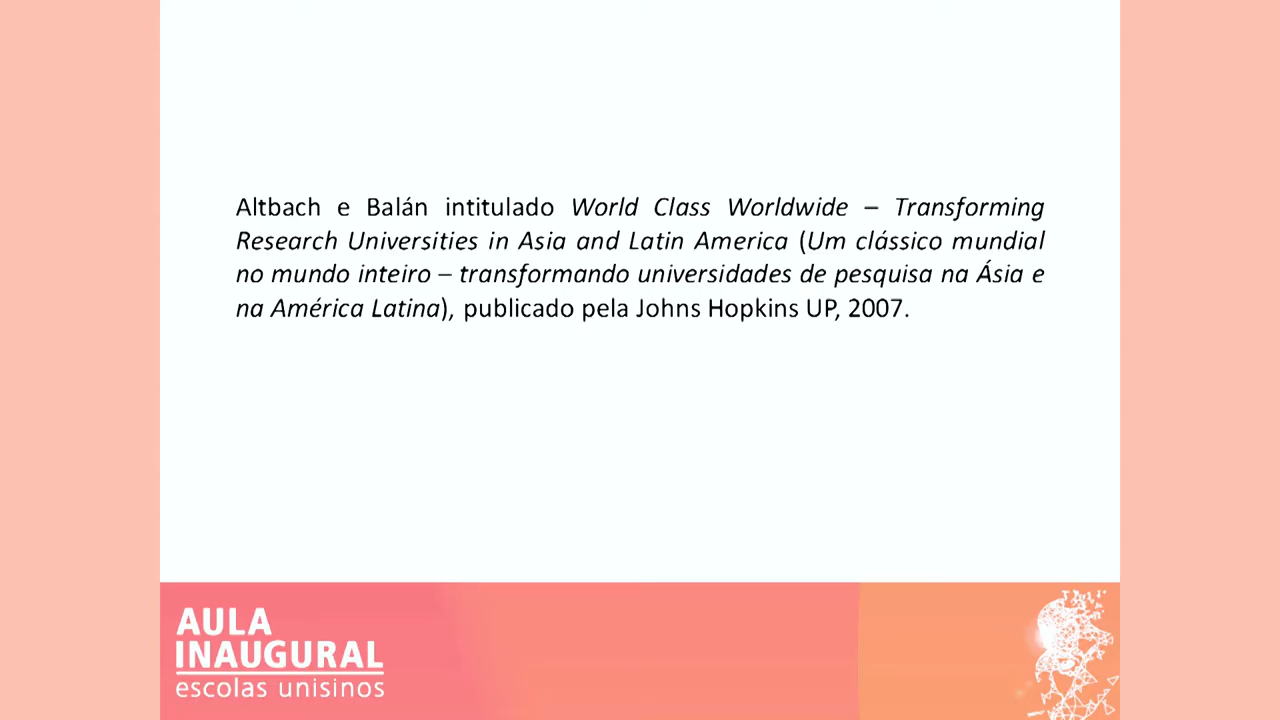 Altbach e Balán intitulado World Class Worldwide – Transforming
Research Universities in Asia and Latin America (Um clássico mundial
no mundo inteiro – transformando universidades de pesquisa na Ásia e
na América Latina), publicado pela Johns Hopkins UP, 2007.
AULA
INAUGURAL
escolas unisinos